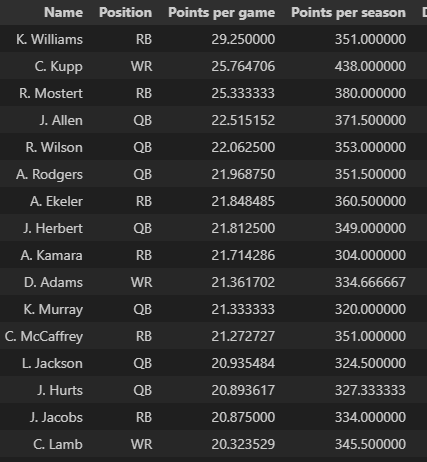 Name Position Points per game Points per season
K. Williams RB 29.250000 351.000000
C. Kupp WR 25.764706 438.000000
R. Mostert RB 25.333333 380.000000
J. Allen QB 22.515152 371.500000
R. Wilson QB 22.062500 353.000000
A. Rodgers QB 21.968750 351.500000
A. Ekeler RB 21.848485 360.500000
J. Herbert QB 21.812500 349.000000
A. Kamara RB 21.714286 304.000000
D. Adams WR 21.361702 334.666667
K. Murray QB 21.333333 320.000000
C. McCaffrey RB 21.272727 351.000000
L. Jackson QB 20.935484 324.500000
J. Hurts QB 20.893617 327.333333
J. Jacobs RB 20.875000 334.000000
C. Lamb WR 20.323529 345.500000